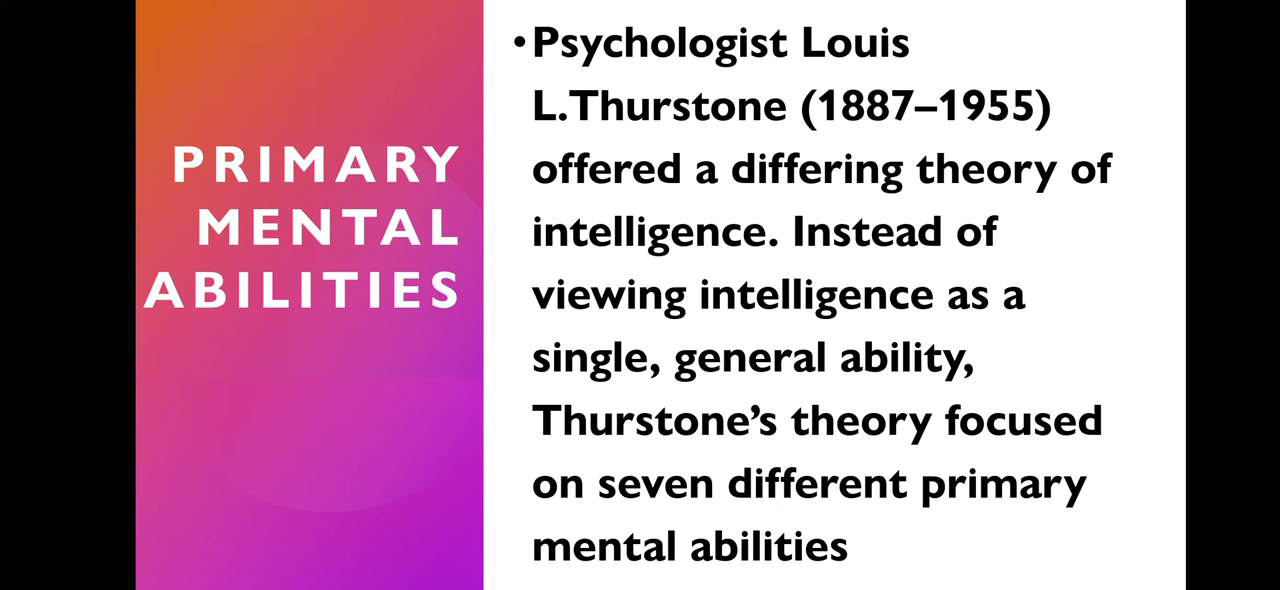 PRIMARY
MENTAL
ABILITIES
•Psychologist Louis
L.Thurstone (1887–1955)
offered a differing theory of
intelligence. Instead of
viewing intelligence as a
single, general ability,
Thurstone’s theory focused
on seven different primary
mental abilities